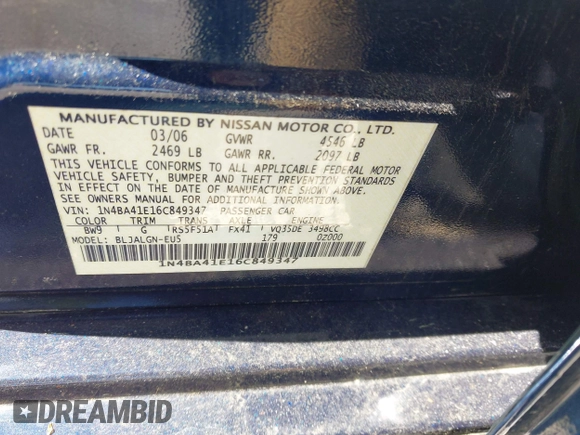 MANUFACTURED BY NISSAN MOTOR CO., LTD.
DATE 03/06 GVWR 4546 LB
GAWR FR. 2469 LB GAWR RR. 2097 LB
THIS VEHICLE CONFORMS TO ALL APPLICABLE FEDERAL MOTOR
VEHICLE SAFETY, BUMPER, AND THEFT PREVENTION STANDARDS
IN EFFECT ON THE DATE OF MANUFACTURE SHOWN ABOVE.
SEE OWNERS MANUAL FOR ADDITIONAL INFORMATION.
VIN: 1N4BA41E16C849347 PASSENGER CAR
COLOR TRIM TRANS AXLE ENGINE
BW9 G RS5F51A FX41 VQ35DE 3498CC
MODEL: BLJALGN-EU5 179 0Z000
1N4BA41E16C849347
DREAMBID